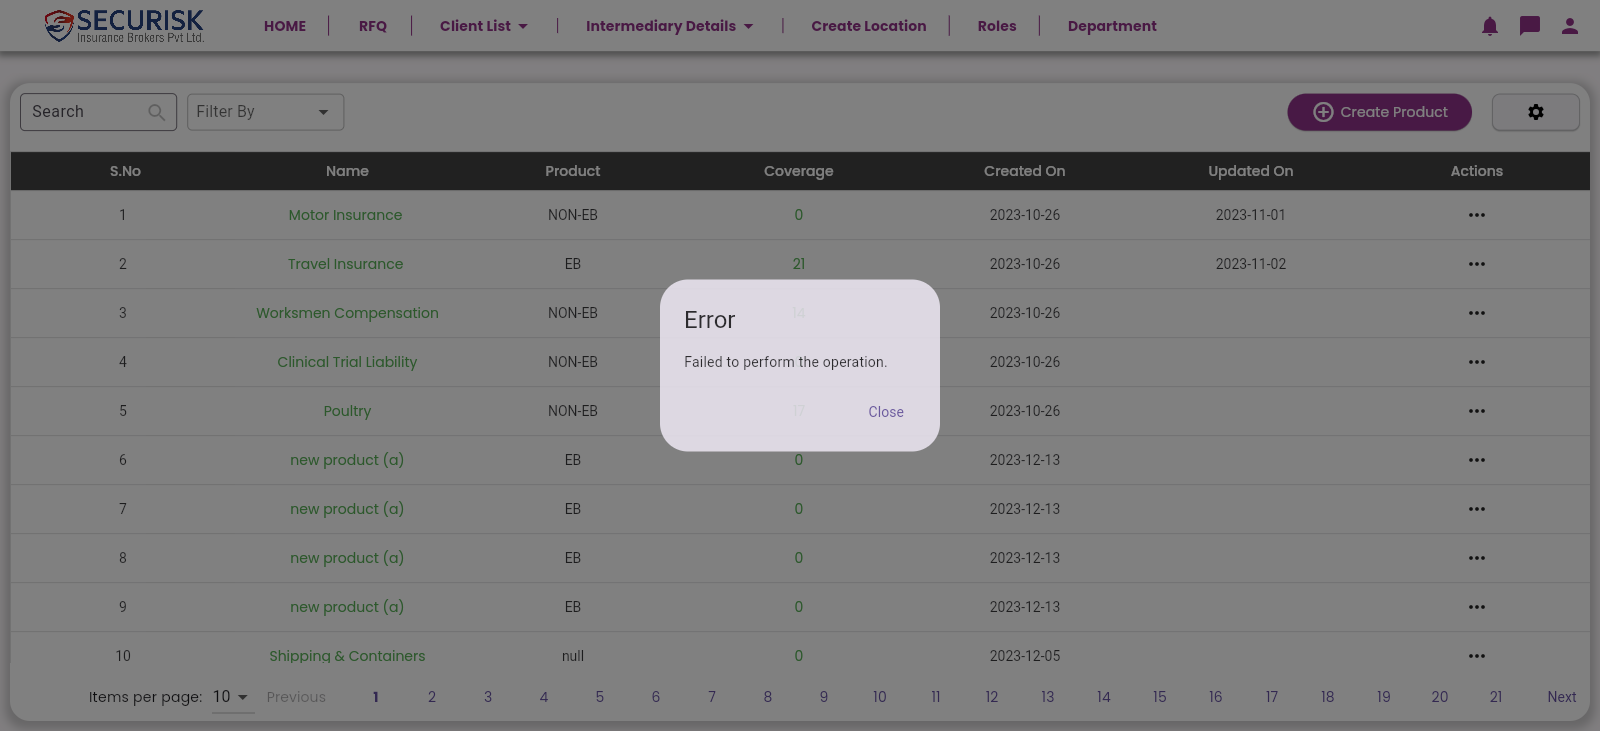 SECURISK
Insurance Brokers Pvt Ltd.
HOME RFQ Client List Intermediary Details Create Location Roles Department
Search Filter By Create Product
S.No Name Product Coverage Created On Updated On Actions
1 Motor Insurance NON-EB 0 2023-10-26 2023-11-01
2 Travel Insurance EB 21 2023-10-26 2023-11-02
3 Worksmen Compensation NON-EB 14 2023-10-26
4 Clinical Trial Liability NON-EB 2023-10-26
5 Poultry NON-EB 17 2023-10-26
Error
Failed to perform the operation.
Close
6 new product (a) EB 0 2023-12-13
7 new product (a) EB 0 2023-12-13
8 new product (a) EB 0 2023-12-13
9 new product (a) EB 0 2023-12-13
10 Shipping & Containers null 0 2023-12-05
Items per page: 10 Previous 1 2 3 4 5 6 7 8 9 10 11 12 13 14 15 16 17 18 19 20 21 Next